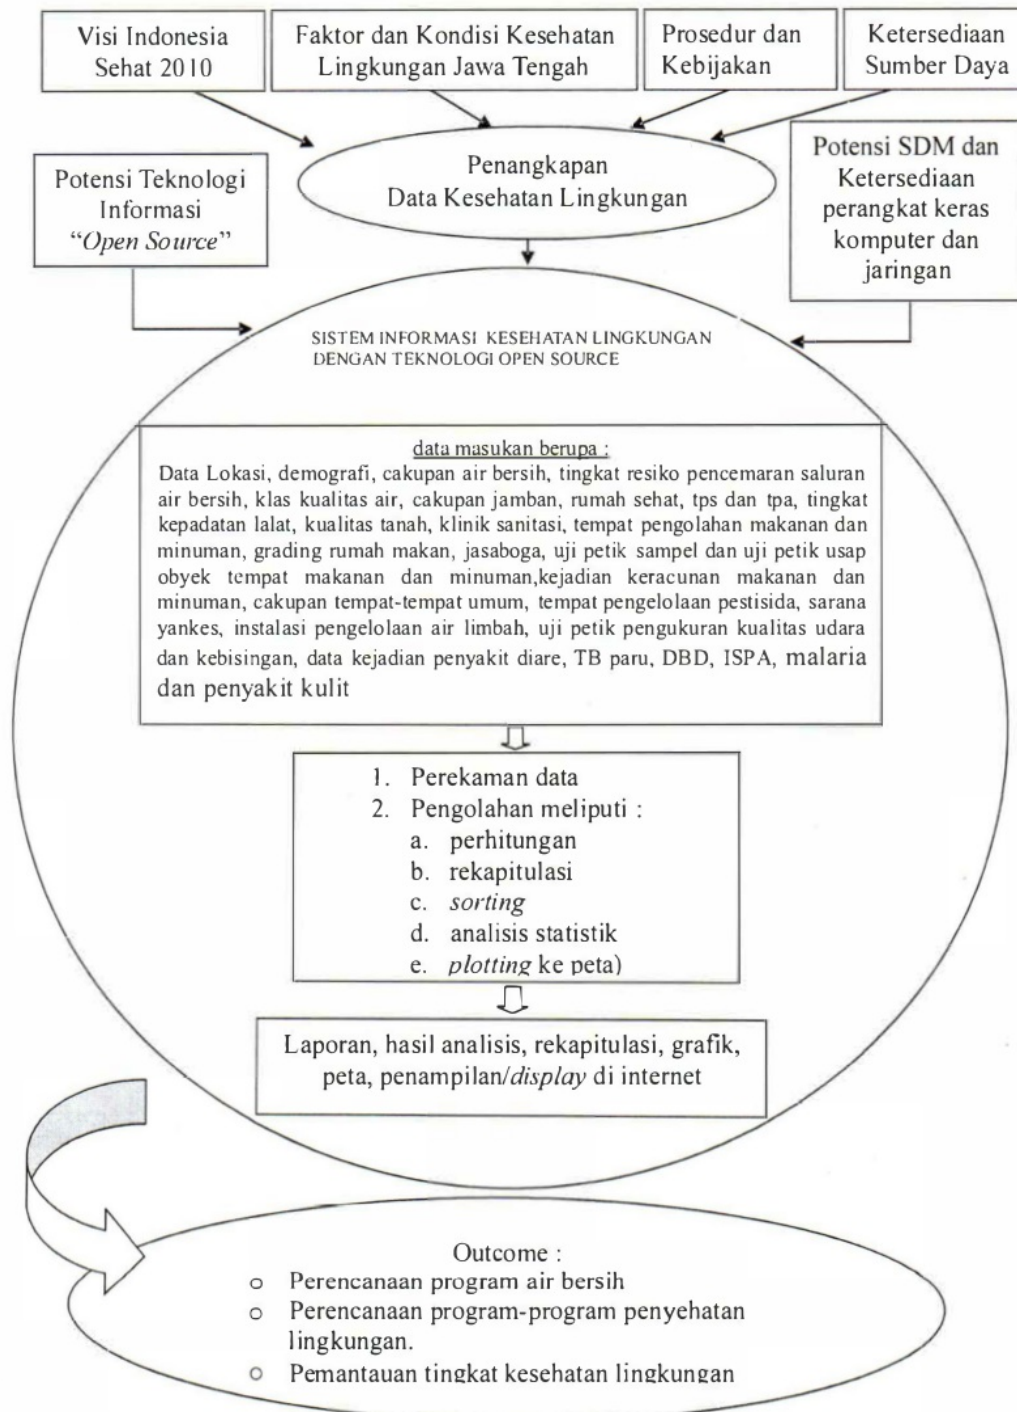 Visi Indonesia
Sehat 2010
Faktor dan Kondisi Kesehatan
Lingkungan Jawa Tengah
Prosedur dan
Kebijakan
Ketersediaan
Sumber Daya
Penangkapan
Data Kesehatan Lingkungan
Potensi Teknologi
Informasi
“Open Source”
Potensi SDM dan
Ketersediaan
perangkat keras
komputer dan
jaringan
SISTEM INFORMASI KESEHATAN LINGKUNGAN
DENGAN TEKNOLOGI OPEN SOURCE
data masukan berupa :
Data Lokasi, demografi, cakupan air bersih, tingkat resiko pencemaran saluran
air bersih, klas kualitas air, cakupan jamban, rumah sehat, tps dan tpa, tingkat
kepadatan lalat, kualitas tanah, klinik sanitasi, tempat pengolahan makanan dan
minuman, grading rumah makan, jasaboga, uji petik sampel dan uji petik usap
obyek tempat makanan dan minuman,kejadian keracunan makanan dan
minuman, cakupan tempat-tempat umum, tempat pengelolaan pestisida, sarana
yankes, instalasi pengelolaan air limbah, uji petik pengukuran kualitas udara
dan kebisingan, data kejadian penyakit diare, TB paru, DBD, ISPA, malaria
dan penyakit kulit
1. Perekaman data
2. Pengolahan meliputi :
a. perhitungan
b. rekapitulasi
c. sorting
d. analisis statistik
e. plotting ke peta)
Laporan, hasil analisis, rekapitulasi, grafik,
peta, penampilan/display di internet
Outcome :
o Perencanaan program air bersih
o Perencanaan program-program penyehatan
lingkungan.
o Pemantauan tingkat kesehatan lingkungan